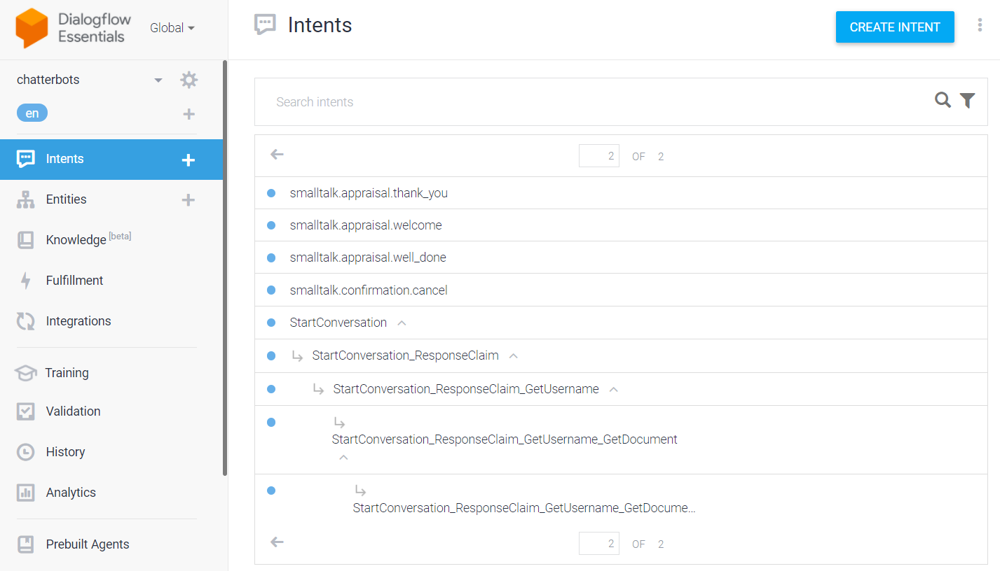 Dialogflow
Essentials
Global
Intents
CREATE INTENT
chatterbots
en
Intents
Entities
Knowledge [beta]
Fulfillment
Integrations
Training
Validation
History
Analytics
Prebuilt Agents
Search intents
2 OF 2
smalltalk.appraisal.thank_you
smalltalk.appraisal.welcome
smalltalk.appraisal.well_done
smalltalk.confirmation.cancel
StartConversation
StartConversation_ResponseClaim
StartConversation_ResponseClaim_GetUsername
StartConversation_ResponseClaim_GetUsername_GetDocument
StartConversation_ResponseClaim_GetUsername_GetDocume...
2 OF 2